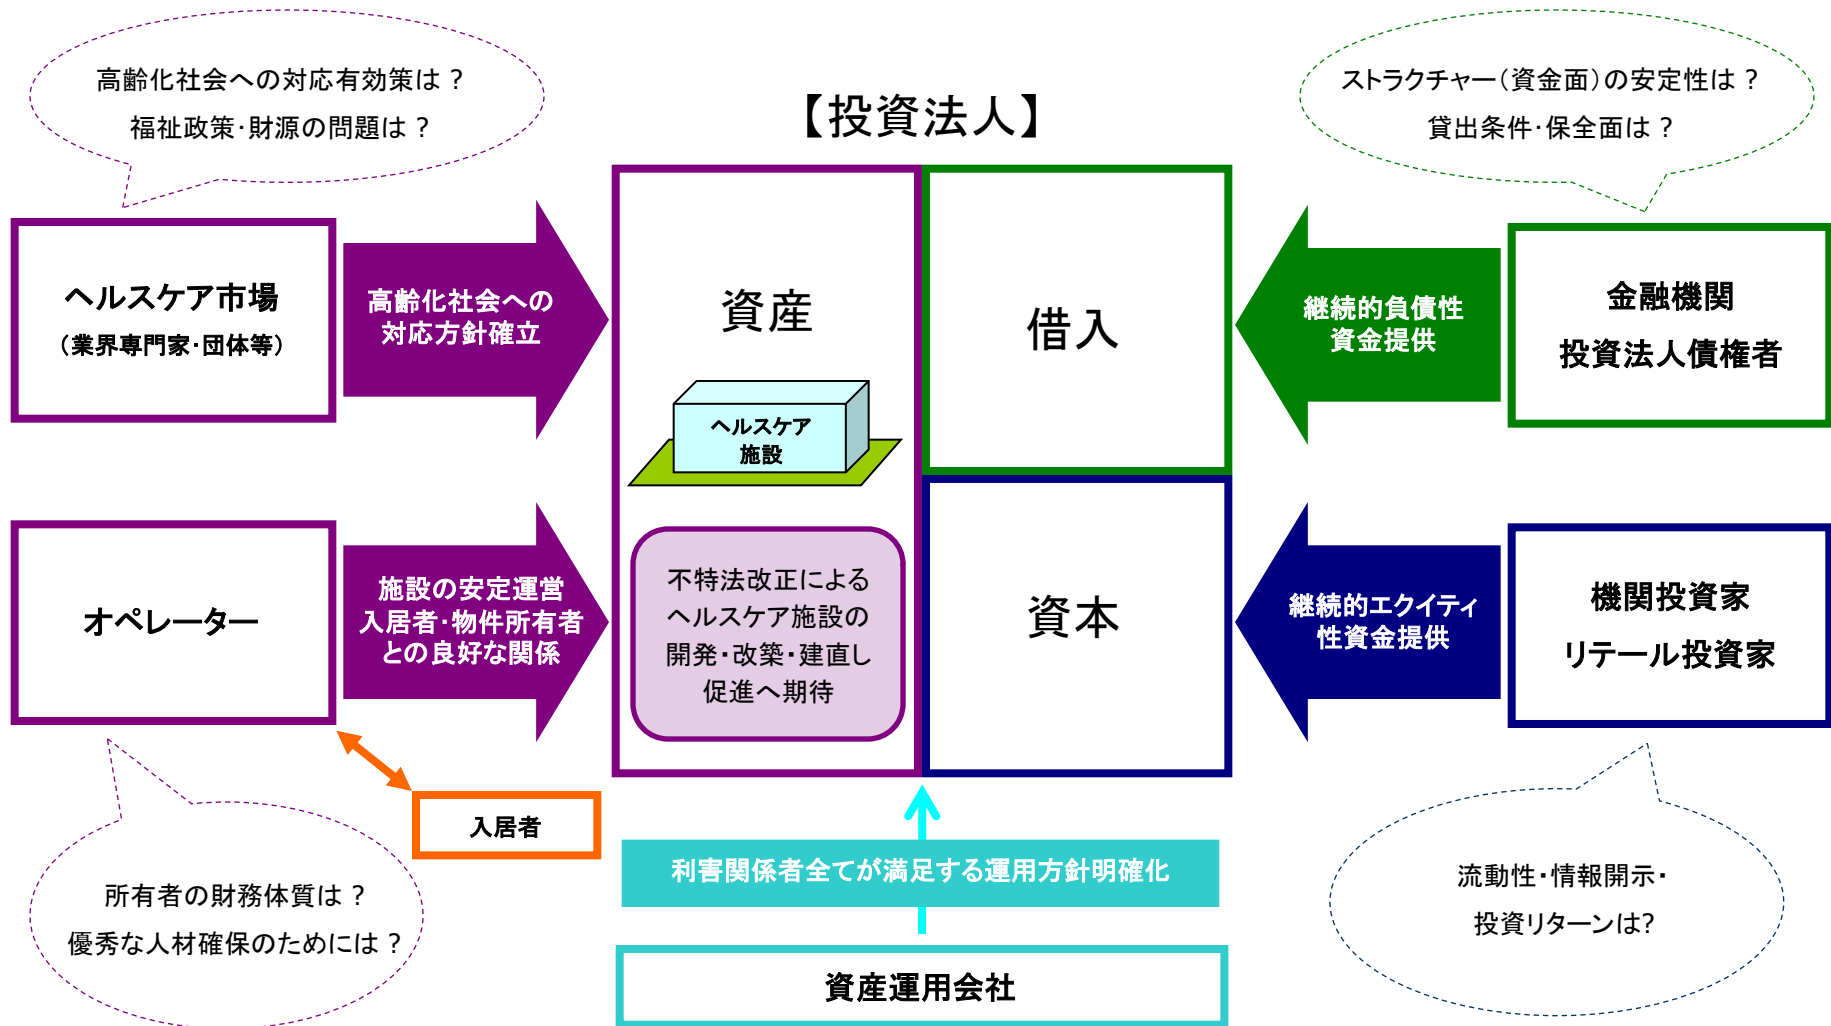 高齢化社会への対応有効策は？
福祉政策・財源の問題は？
【投資法人】
ストラクチャー（資金面）の安定性は？
貸出条件・保全面は？
ヘルスケア市場
（業界専門家・団体等）
高齢化社会への
対応方針確立
資産
ヘルスケア
施設
借入
継続的負債性
資金提供
金融機関
投資法人債権者
オペレーター
施設の安定運営
入居者・物件所有者
との良好な関係
不特法改正による
ヘルスケア施設の
開発・改築・建直し
促進へ期待
資本
継続的エクイティ
性資金提供
機関投資家
リテール投資家
入居者
所有者の財務体質は？
優秀な人材確保のためには？
利害関係者全てが満足する運用方針明確化
資産運用会社
流動性・情報開示・
投資リターンは?